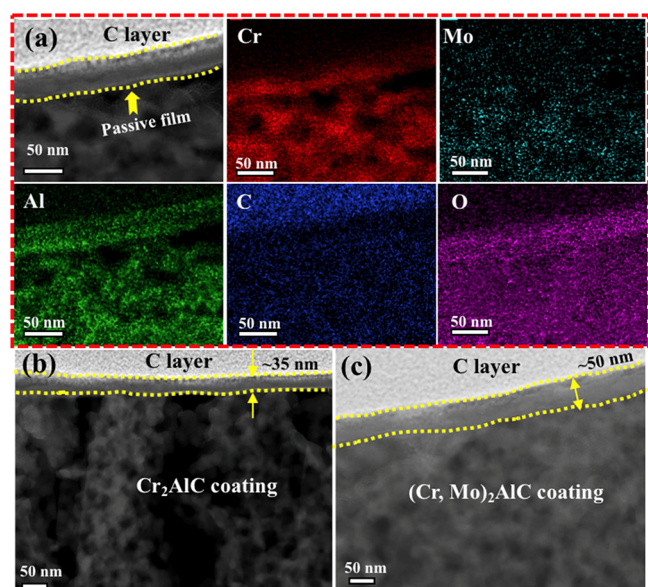 (a)
C layer
Passive film
50 nm
Cr
50 nm
Mo
50 nm
Al
50 nm
C
50 nm
O
50 nm
(b)
C layer
~35 nm
Cr₂AlC coating
50 nm
(c)
C layer
~50 nm
(Cr, Mo)₂AlC coating
50 nm